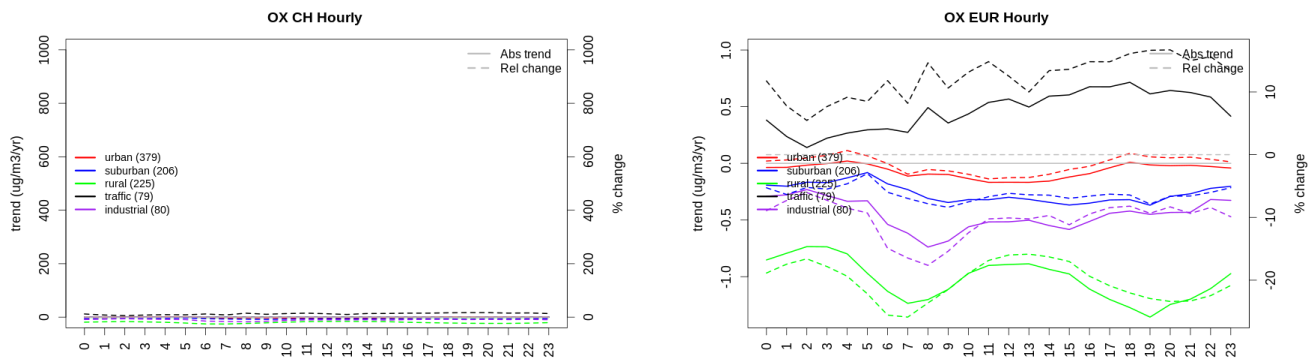 OX CH Hourly
trend (ug/m3/yr)
1000
800
600
400
200
0
Abs trend
Rel change
urban (379)
suburban (206)
rural (225)
traffic (79)
industrial (80)
0 1 2 3 4 5 6 7 8 9 10 11 12 13 14 15 16 17 18 19 20 21 22 23
1000
800
600
400
200
0
% change
OX EUR Hourly
trend (ug/m3/yr)
1.0
0.5
0.0
-0.5
-1.0
Abs trend
Rel change
urban (379)
suburban (206)
rural (225)
traffic (79)
industrial (80)
0 1 2 3 4 5 6 7 8 9 10 11 12 13 14 15 16 17 18 19 20 21 22 23
10
0
-10
-20
% change